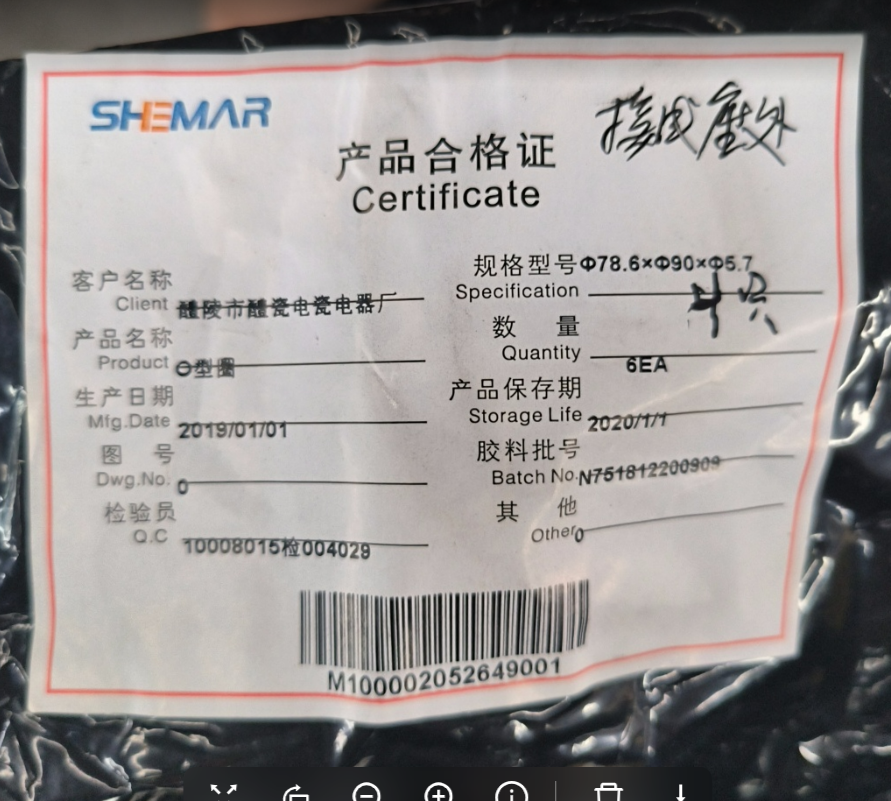 SHEMAR
接线座外
产品合格证
Certificate
客户名称
Client 醴陵市醴瓷电瓷电器厂
产品名称
Product O型圈
生产日期
Mfg.Date 2019/01/01
图 号
Dwg.No. 0
检验员
Q.C 10008015检004029
规格型号Φ78.6×Φ90×Φ5.7
Specification
数 量
Quantity 6EA
产品保存期
Storage Life 2020/1/1
胶料批号
Batch No.N751812200909
其 他
Other 0
M100002052649001